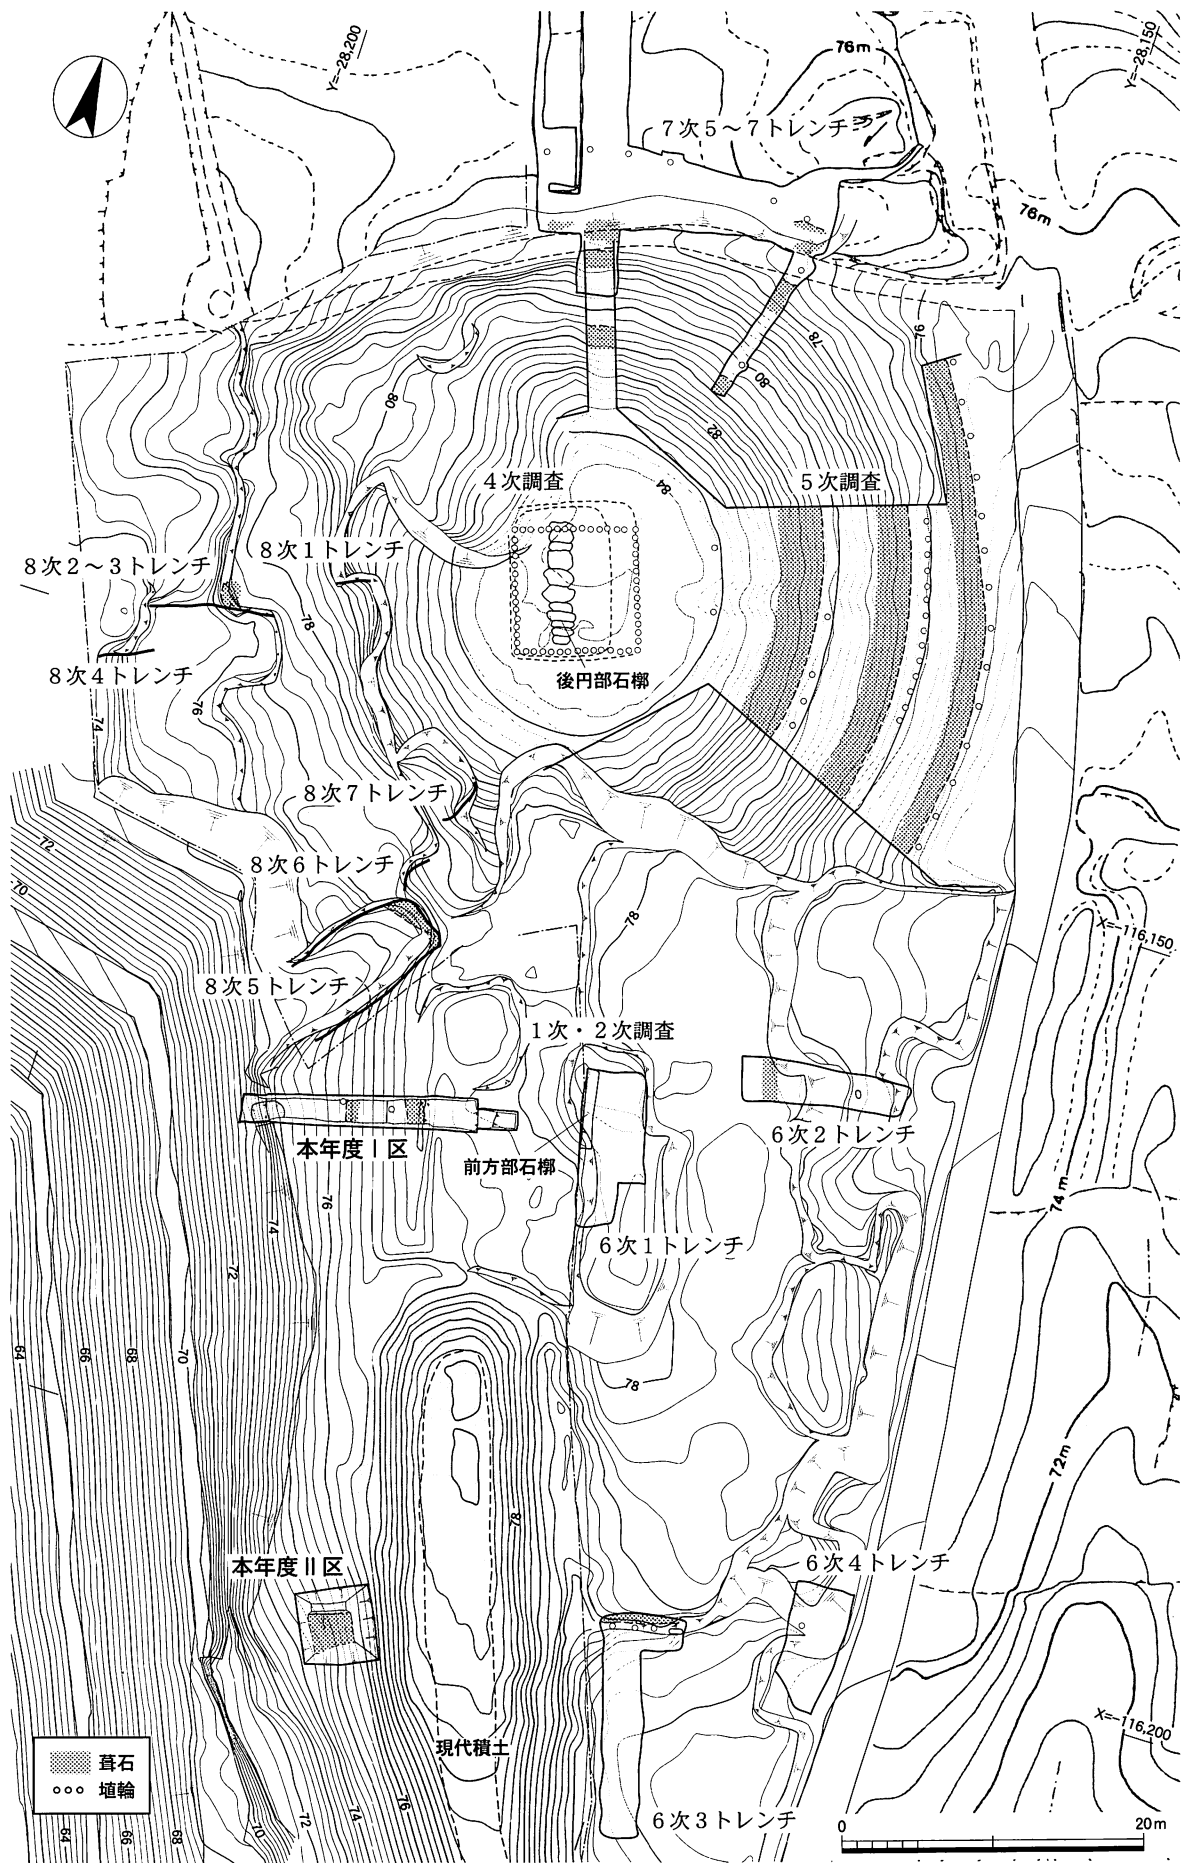 Y=-28,200
76m
Y=-28,150
7次5～7トレンチ
76m
78
76
80
80
82
4次調査
84
5次調査
8次1トレンチ
8次2～3トレンチ
78
8次4トレンチ
後円部石槨
76
74
8次7トレンチ
72
8次6トレンチ
70
78
X=-116,150
8次5トレンチ
1次・2次調査
6次2トレンチ
本年度Ⅰ区
前方部石槨
76
74m
74
6次1トレンチ
72
64
66
68
70
78
72m
78
本年度Ⅱ区
6次4トレンチ
X=-116,200
現代積土
葺石
埴輪
76
74
72
70
68
66
64
6次3トレンチ
0 20m